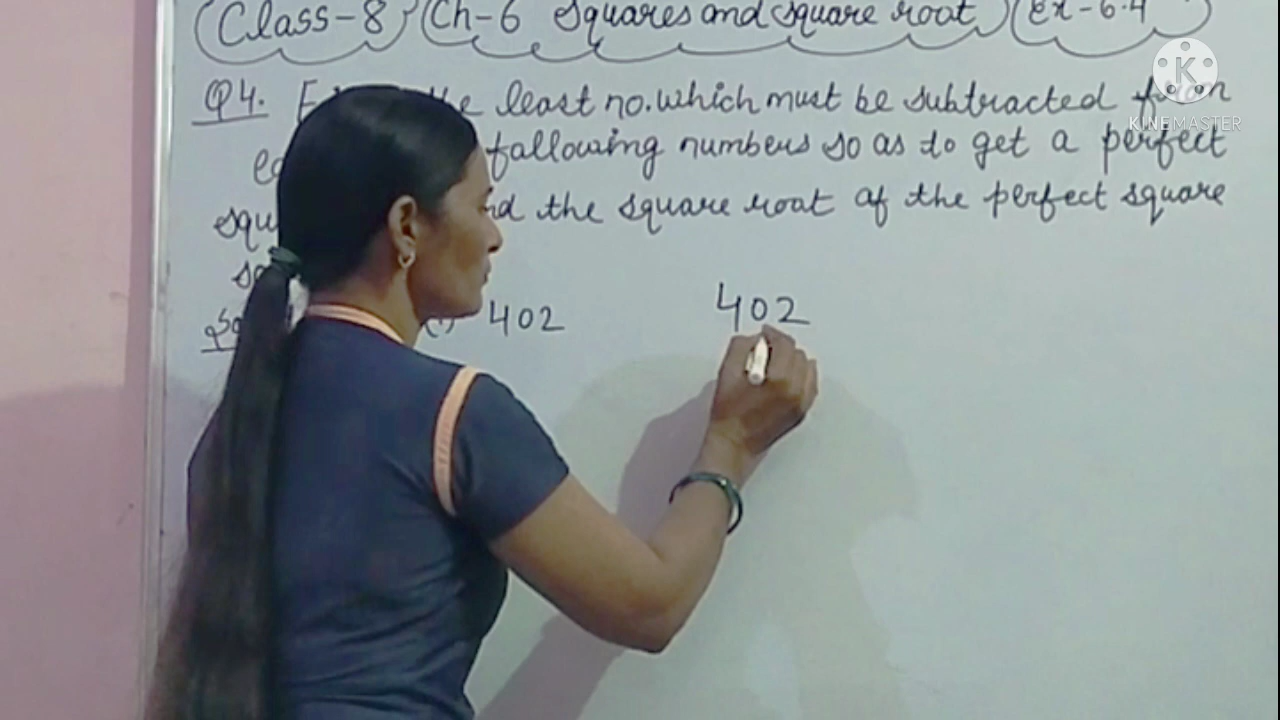 Class-8 Ch-6 Squares and square root Ex-6.4
Q4. the least no. which must be subtracted from
following numbers so as to get a perfect
the square root of the perfect square
(i) 402 402
K
KINEMASTER